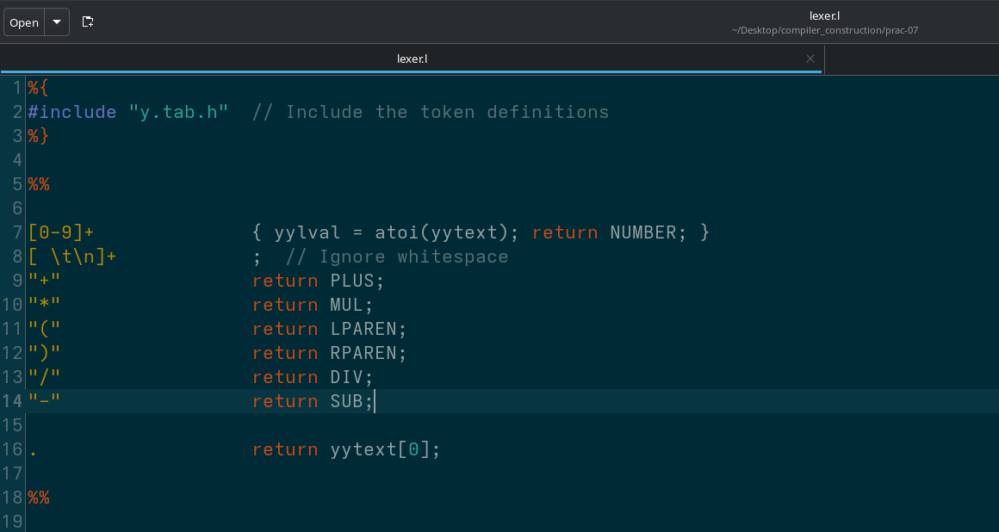 Open
lexer.l
~/Desktop/compiler_construction/prac-07
lexer.l
1 %{
2 #include "y.tab.h"  // Include the token definitions
3 %}
4
5 %%
6
7 [0-9]+              { yylval = atoi(yytext); return NUMBER; }
8 [ \t\n]+            ;  // Ignore whitespace
9 "+"                 return PLUS;
10 "*"                 return MUL;
11 "("                 return LPAREN;
12 ")"                 return RPAREN;
13 "/"                 return DIV;
14 "-"                 return SUB;
15
16 .                   return yytext[0];
17
18 %%
19